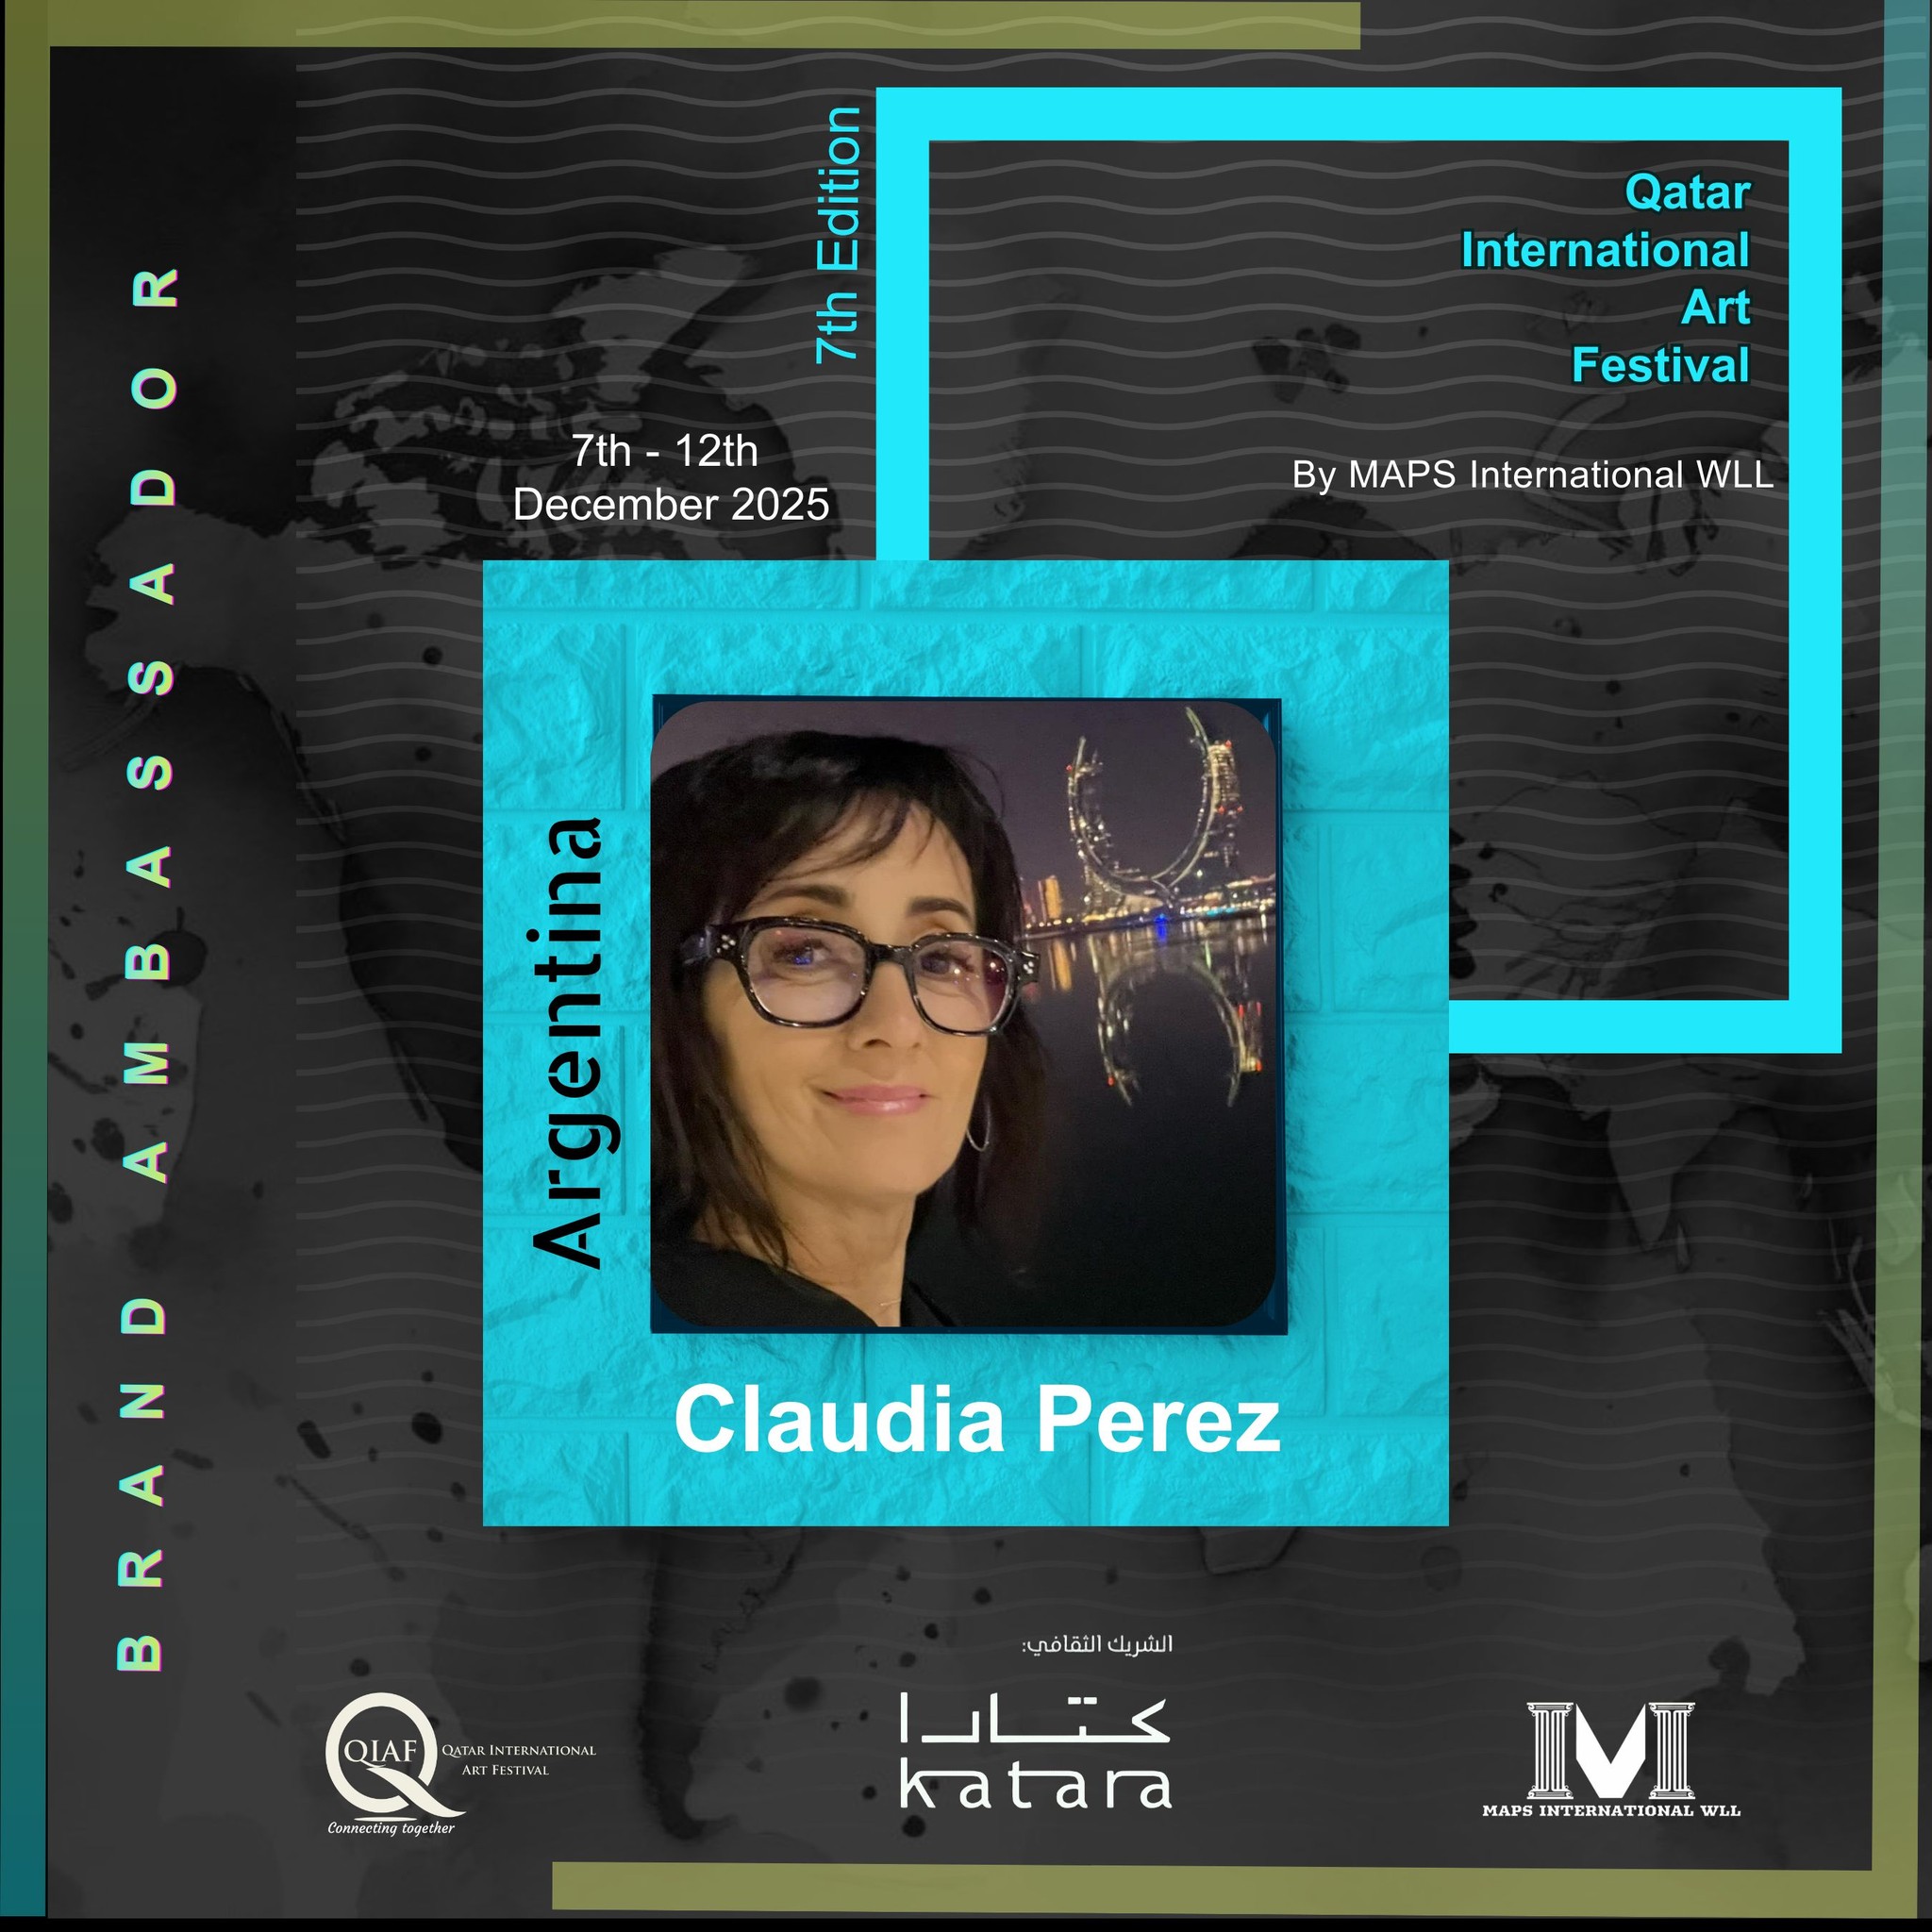 BRAND AMBASSADOR
7th Edition
Qatar
International
Art
Festival
By MAPS International WLL
7th - 12th
December 2025
Argentina
Claudia Perez
الشريك الثقافي:
كتارا
katara
QIAF
QATAR INTERNATIONAL
ART FESTIVAL
Connecting together
M
MAPS INTERNATIONAL WLL